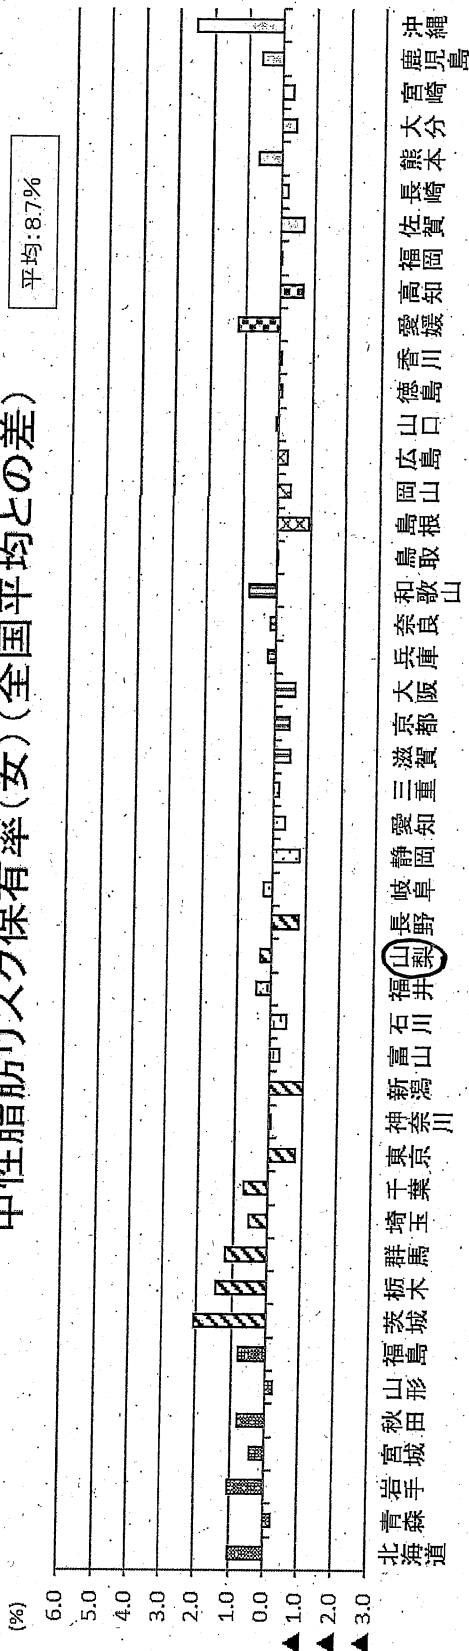 中性脂肪リスク保有率(女)(全国平均との差)
平均:8.7%
(%)
6.0
5.0
4.0
3.0
2.0
1.0
0.0
▲ 1.0
▲ 2.0
▲ 3.0
北海道
青森
岩手
宮城
秋田
山形
福島
茨城
栃木
群馬
埼玉
千葉
東京
神奈川
新潟
富山
石川
福井
山梨
長野
岐阜
静岡
愛知
三重
滋賀
京都
大阪
兵庫
奈良
和歌山
鳥取
島根
岡山
広島
山口
徳島
香川
愛媛
高知
福岡
佐賀
長崎
熊本
大分
宮崎
鹿児島
沖縄